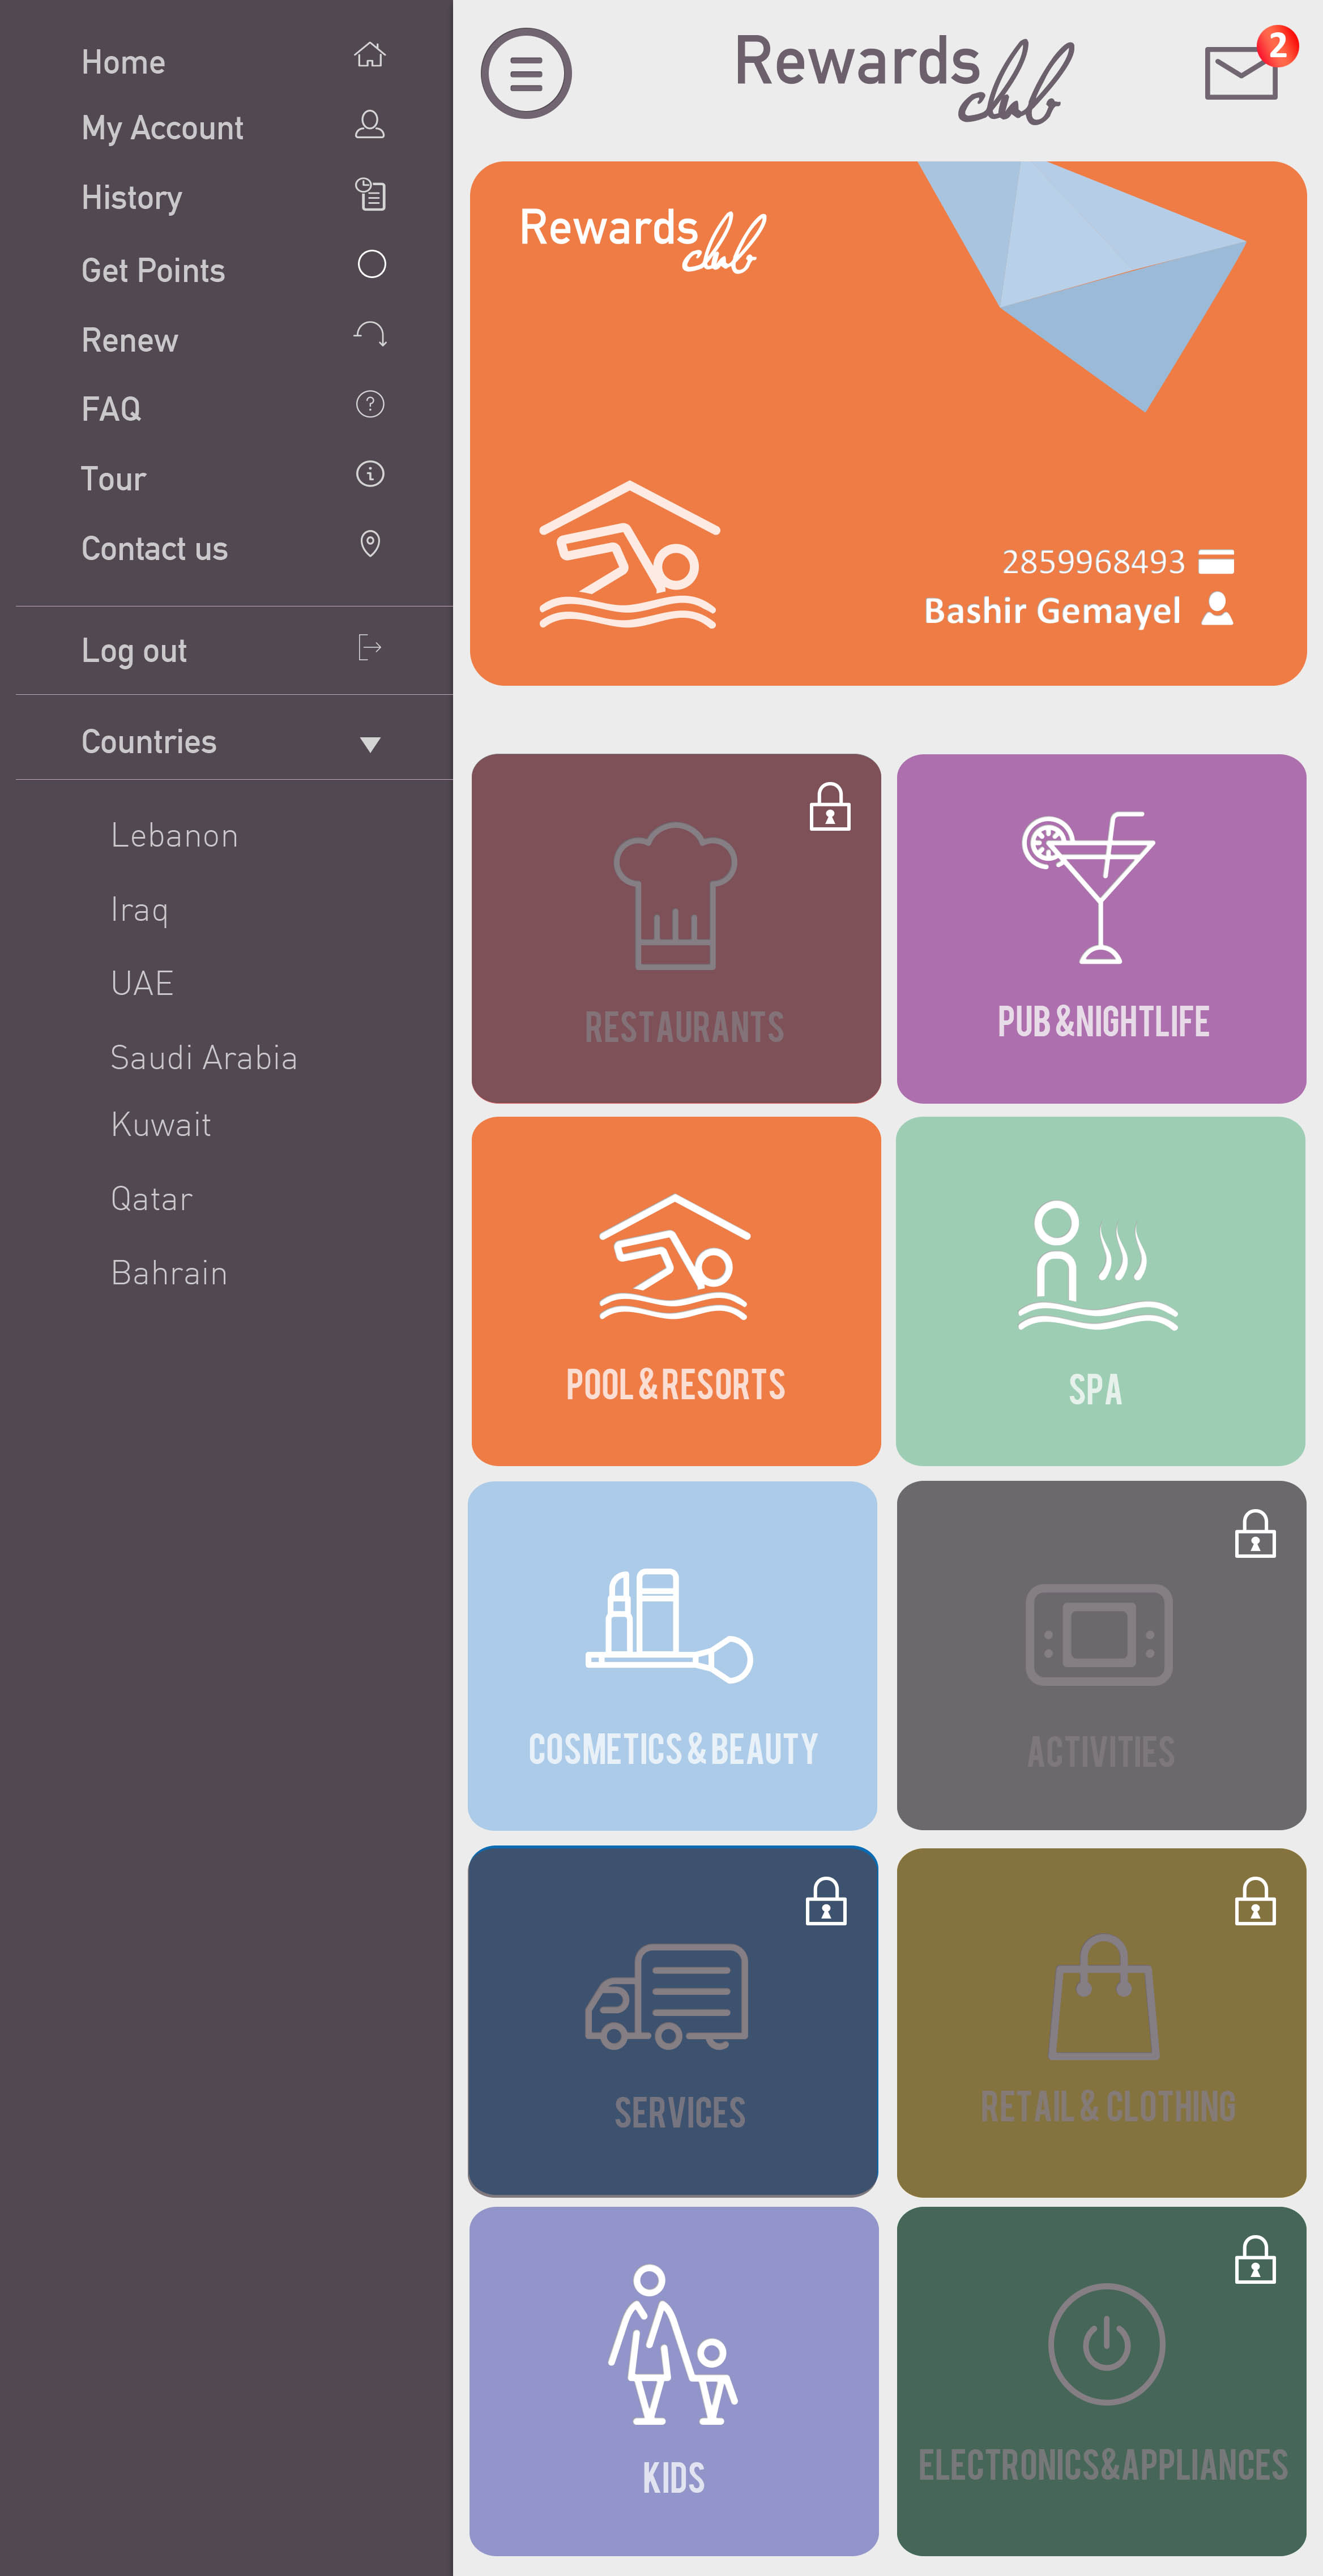 Home
My Account
History
Get Points
Renew
FAQ
Tour
Contact us
Log out
Countries
Lebanon
Iraq
UAE
Saudi Arabia
Kuwait
Qatar
Bahrain
Rewards club
2
Rewards club
2859968493
Bashir Gemayel
RESTAURANTS
PUB &NIGHTLIFE
POOL & RESORTS
SPA
COSMETICS & BEAUTY
ACTIVITIES
SERVICES
RETAIL & CLOTHING
KIDS
ELECTRONICS&APPLIANCES